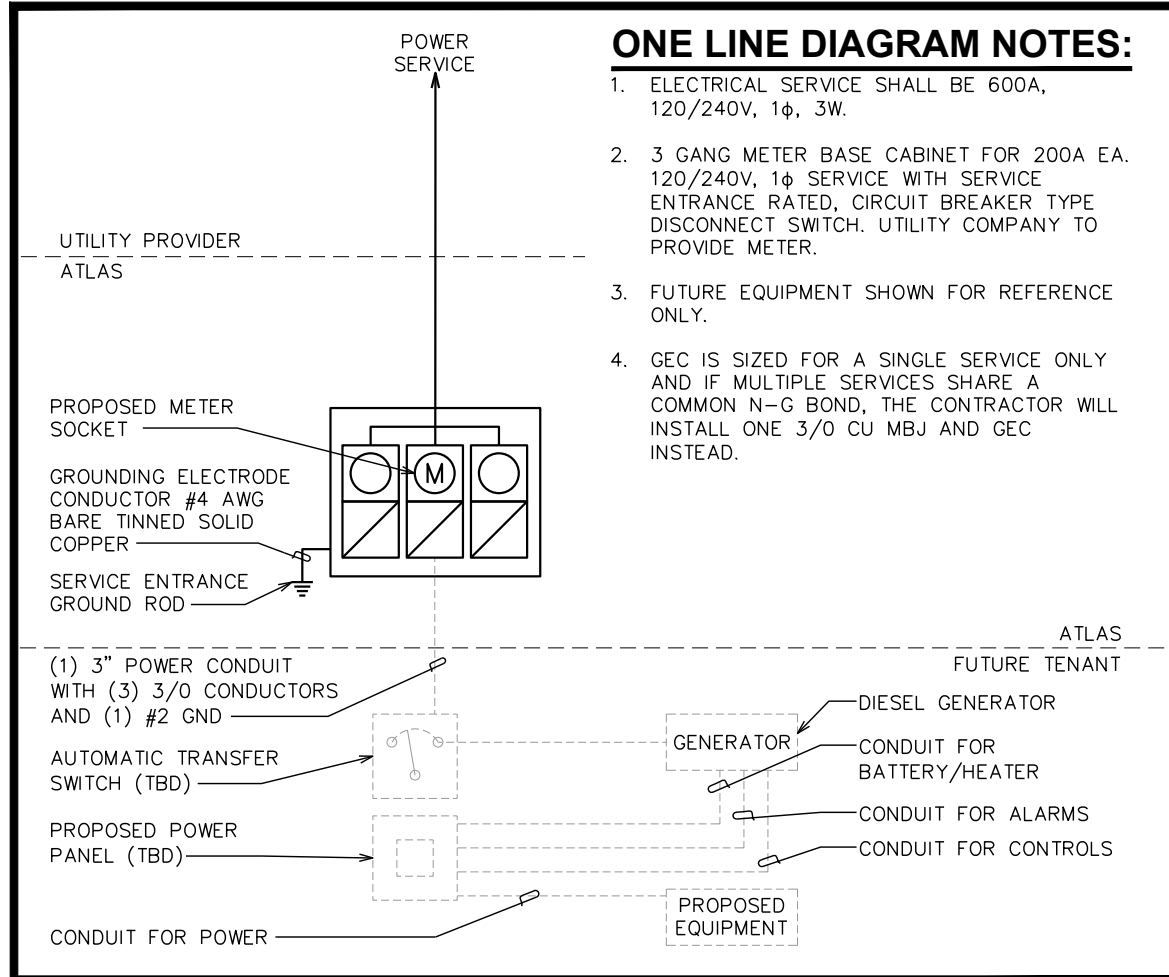 POWER
SERVICE
ONE LINE DIAGRAM NOTES:
1. ELECTRICAL SERVICE SHALL BE 600A,
120/240V, 1ϕ, 3W.
2. 3 GANG METER BASE CABINET FOR 200A EA.
120/240V, 1ϕ SERVICE WITH SERVICE
ENTRANCE RATED, CIRCUIT BREAKER TYPE
DISCONNECT SWITCH. UTILITY COMPANY TO
PROVIDE METER.
3. FUTURE EQUIPMENT SHOWN FOR REFERENCE
ONLY.
4. GEC IS SIZED FOR A SINGLE SERVICE ONLY
AND IF MULTIPLE SERVICES SHARE A
COMMON N-G BOND, THE CONTRACTOR WILL
INSTALL ONE 3/0 CU MBJ AND GEC
INSTEAD.
UTILITY PROVIDER
ATLAS
PROPOSED METER
SOCKET
M
GROUNDING ELECTRODE
CONDUCTOR #4 AWG
BARE TINNED SOLID
COPPER
SERVICE ENTRANCE
GROUND ROD
ATLAS
FUTURE TENANT
(1) 3" POWER CONDUIT
WITH (3) 3/0 CONDUCTORS
AND (1) #2 GND
AUTOMATIC TRANSFER
SWITCH (TBD)
PROPOSED POWER
PANEL (TBD)
CONDUIT FOR POWER
GENERATOR
DIESEL GENERATOR
CONDUIT FOR
BATTERY/HEATER
CONDUIT FOR ALARMS
CONDUIT FOR CONTROLS
PROPOSED
EQUIPMENT